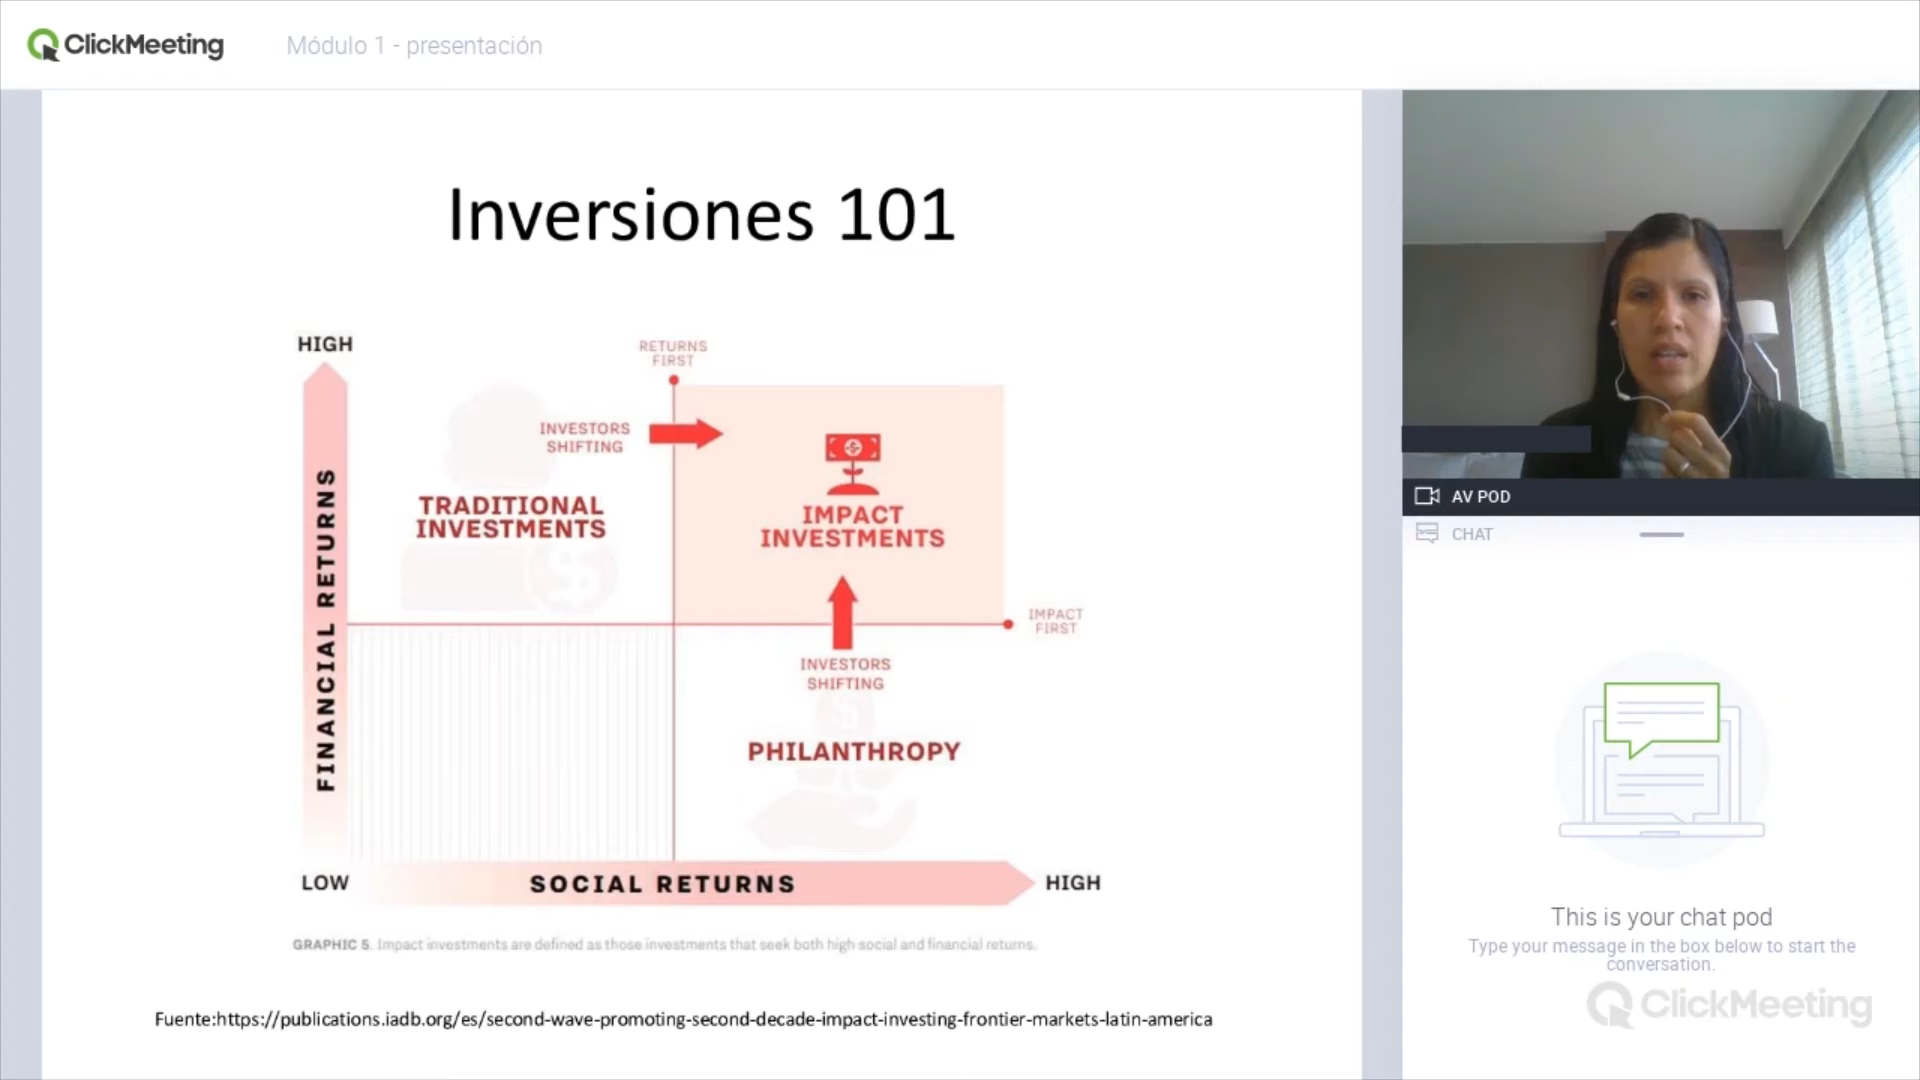 ClickMeeting
Módulo 1 - presentación
Inversiones 101
HIGH
RETURNS
FIRST
INVESTORS
SHIFTING
TRADITIONAL
INVESTMENTS
IMPACT
INVESTMENTS
FINANCIAL RETURNS
IMPACT
FIRST
INVESTORS
SHIFTING
PHILANTHROPY
LOW
SOCIAL RETURNS
HIGH
GRAPHIC 5. Impact investments are defined as those investments that seek both high social and financial returns.
Fuente:https://publications.iadb.org/es/second-wave-promoting-second-decade-impact-investing-frontier-markets-latin-america
AV POD
CHAT
This is your chat pod
Type your message in the box below to start the
conversation.
ClickMeeting